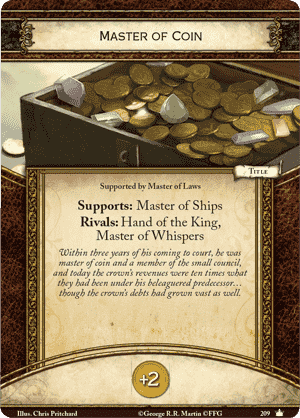 Master of Coin
Title
Supported by Master of Laws
Supports: Master of Ships
Rivals: Hand of the King,
Master of Whispers
Within three years of his coming to court, he was
master of coin and a member of the small council,
and today the crown's revenues were ten times what
they had been under his beleaguered predecessor…
though the crown's debts had grown vast as well.
+2
Illus. Chris Pritchard
©George R.R. Martin ©FFG
209